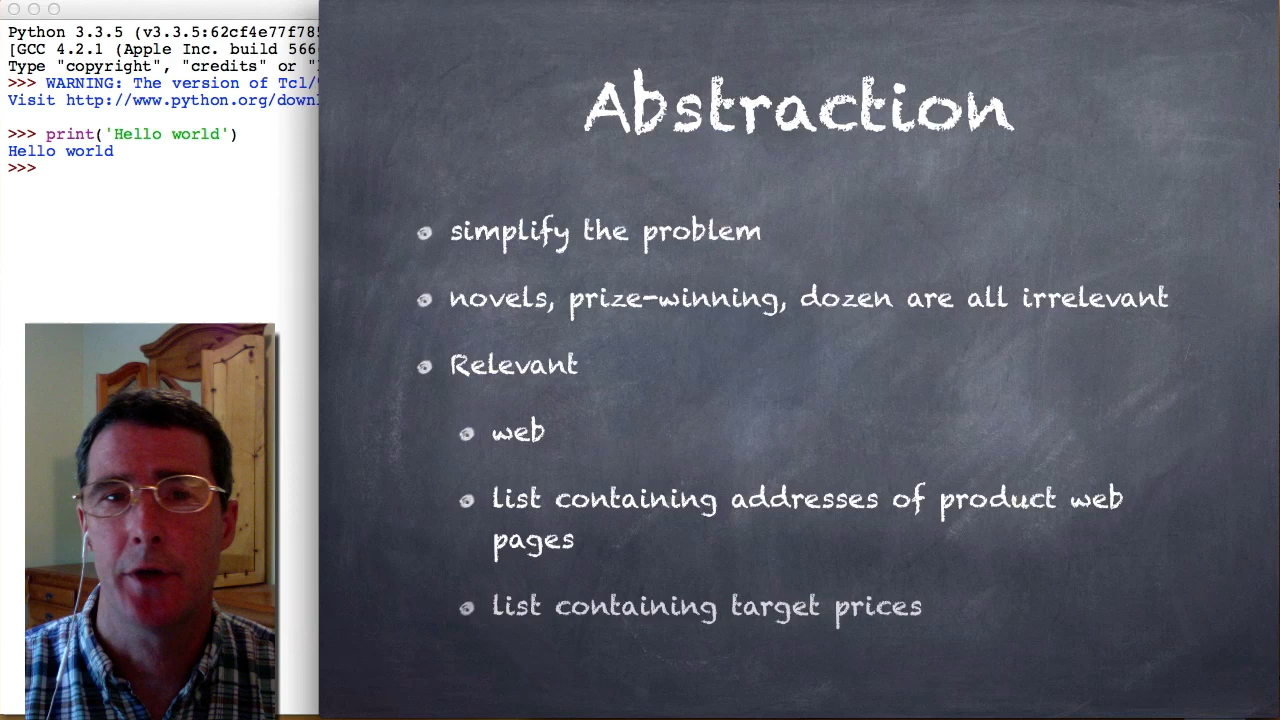 Python 3.3.5 (v3.3.5:62cf4e77f785
[GCC 4.2.1 (Apple Inc. build 566
Type "copyright", "credits" or "
>>> WARNING: The version of Tcl/
Visit http://www.python.org/downl
>>> print('Hello world')
Hello world
>>>
Abstraction
simplify the problem
novels, prize-winning, dozen are all irrelevant
Relevant
web
list containing addresses of product web
pages
list containing target prices